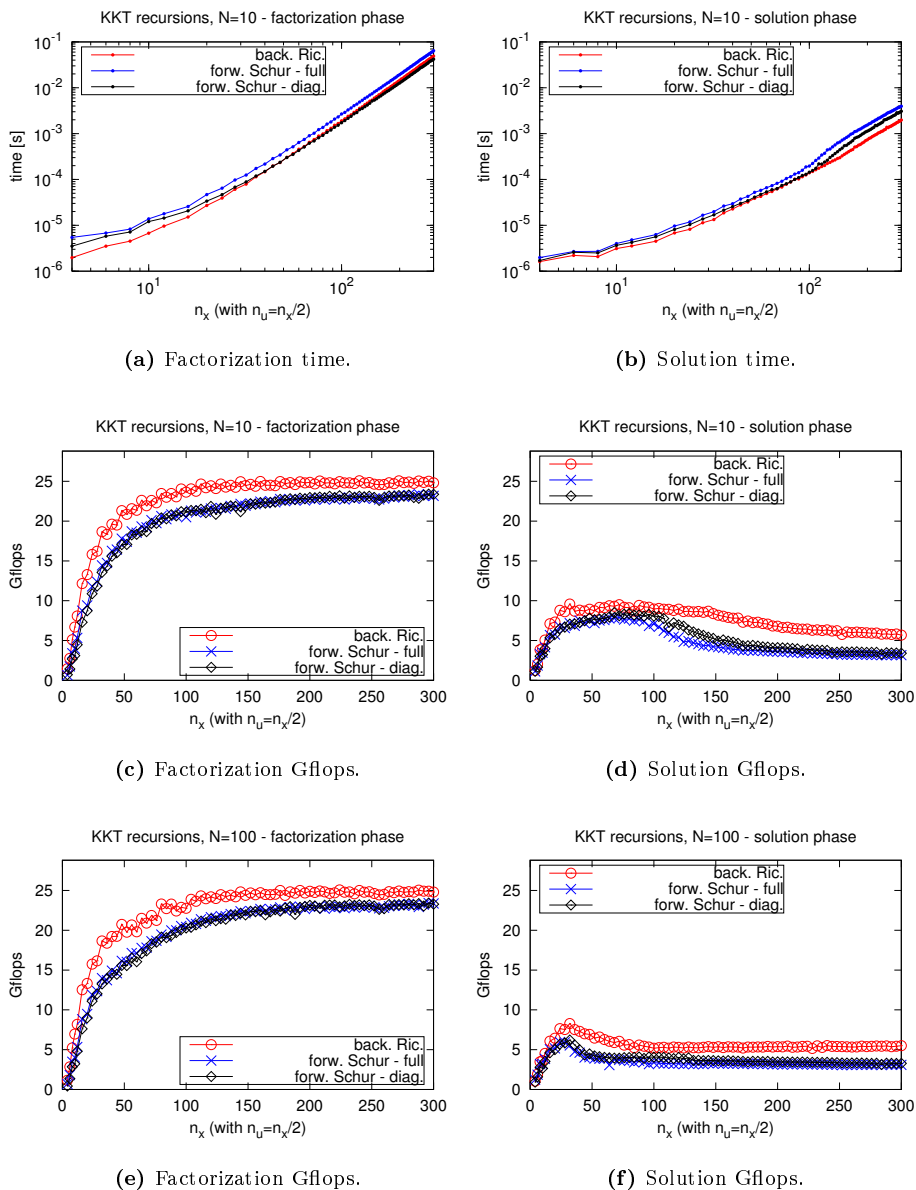 KKT recursions, N=10 - factorization phase
back. Ric.
forw. Schur - full
forw. Schur - diag.
time [s]
10^-1
10^-2
10^-3
10^-4
10^-5
10^-6
10^1
10^2
n_x (with n_u=n_x/2)
(a) Factorization time.
KKT recursions, N=10 - solution phase
back. Ric.
forw. Schur - full
forw. Schur - diag.
time [s]
10^-1
10^-2
10^-3
10^-4
10^-5
10^-6
10^1
10^2
n_x (with n_u=n_x/2)
(b) Solution time.
KKT recursions, N=10 - factorization phase
Gflops
25
20
15
10
5
0
back. Ric.
forw. Schur - full
forw. Schur - diag.
0 50 100 150 200 250 300
n_x (with n_u=n_x/2)
(c) Factorization Gflops.
KKT recursions, N=10 - solution phase
back. Ric.
forw. Schur - full
forw. Schur - diag.
Gflops
25
20
15
10
5
0
0 50 100 150 200 250 300
n_x (with n_u=n_x/2)
(d) Solution Gflops.
KKT recursions, N=100 - factorization phase
Gflops
25
20
15
10
5
0
back. Ric.
forw. Schur - full
forw. Schur - diag.
0 50 100 150 200 250 300
n_x (with n_u=n_x/2)
(e) Factorization Gflops.
KKT recursions, N=100 - solution phase
back. Ric.
forw. Schur - full
forw. Schur - diag.
Gflops
25
20
15
10
5
0
0 50 100 150 200 250 300
n_x (with n_u=n_x/2)
(f) Solution Gflops.